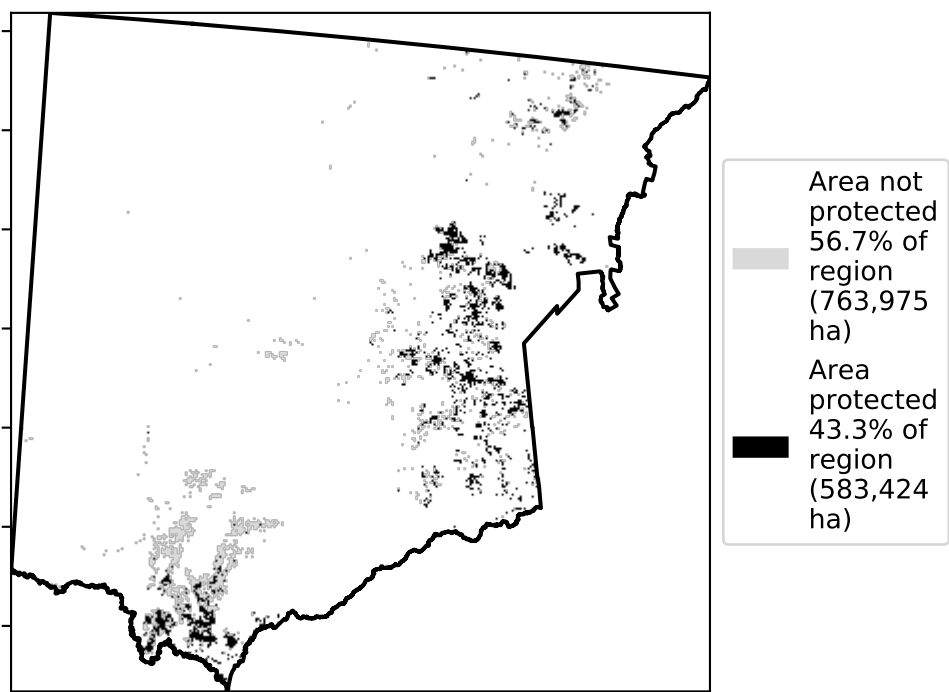 Area not
protected
56.7% of
region
(763,975
ha)
Area
protected
43.3% of
region
(583,424
ha)